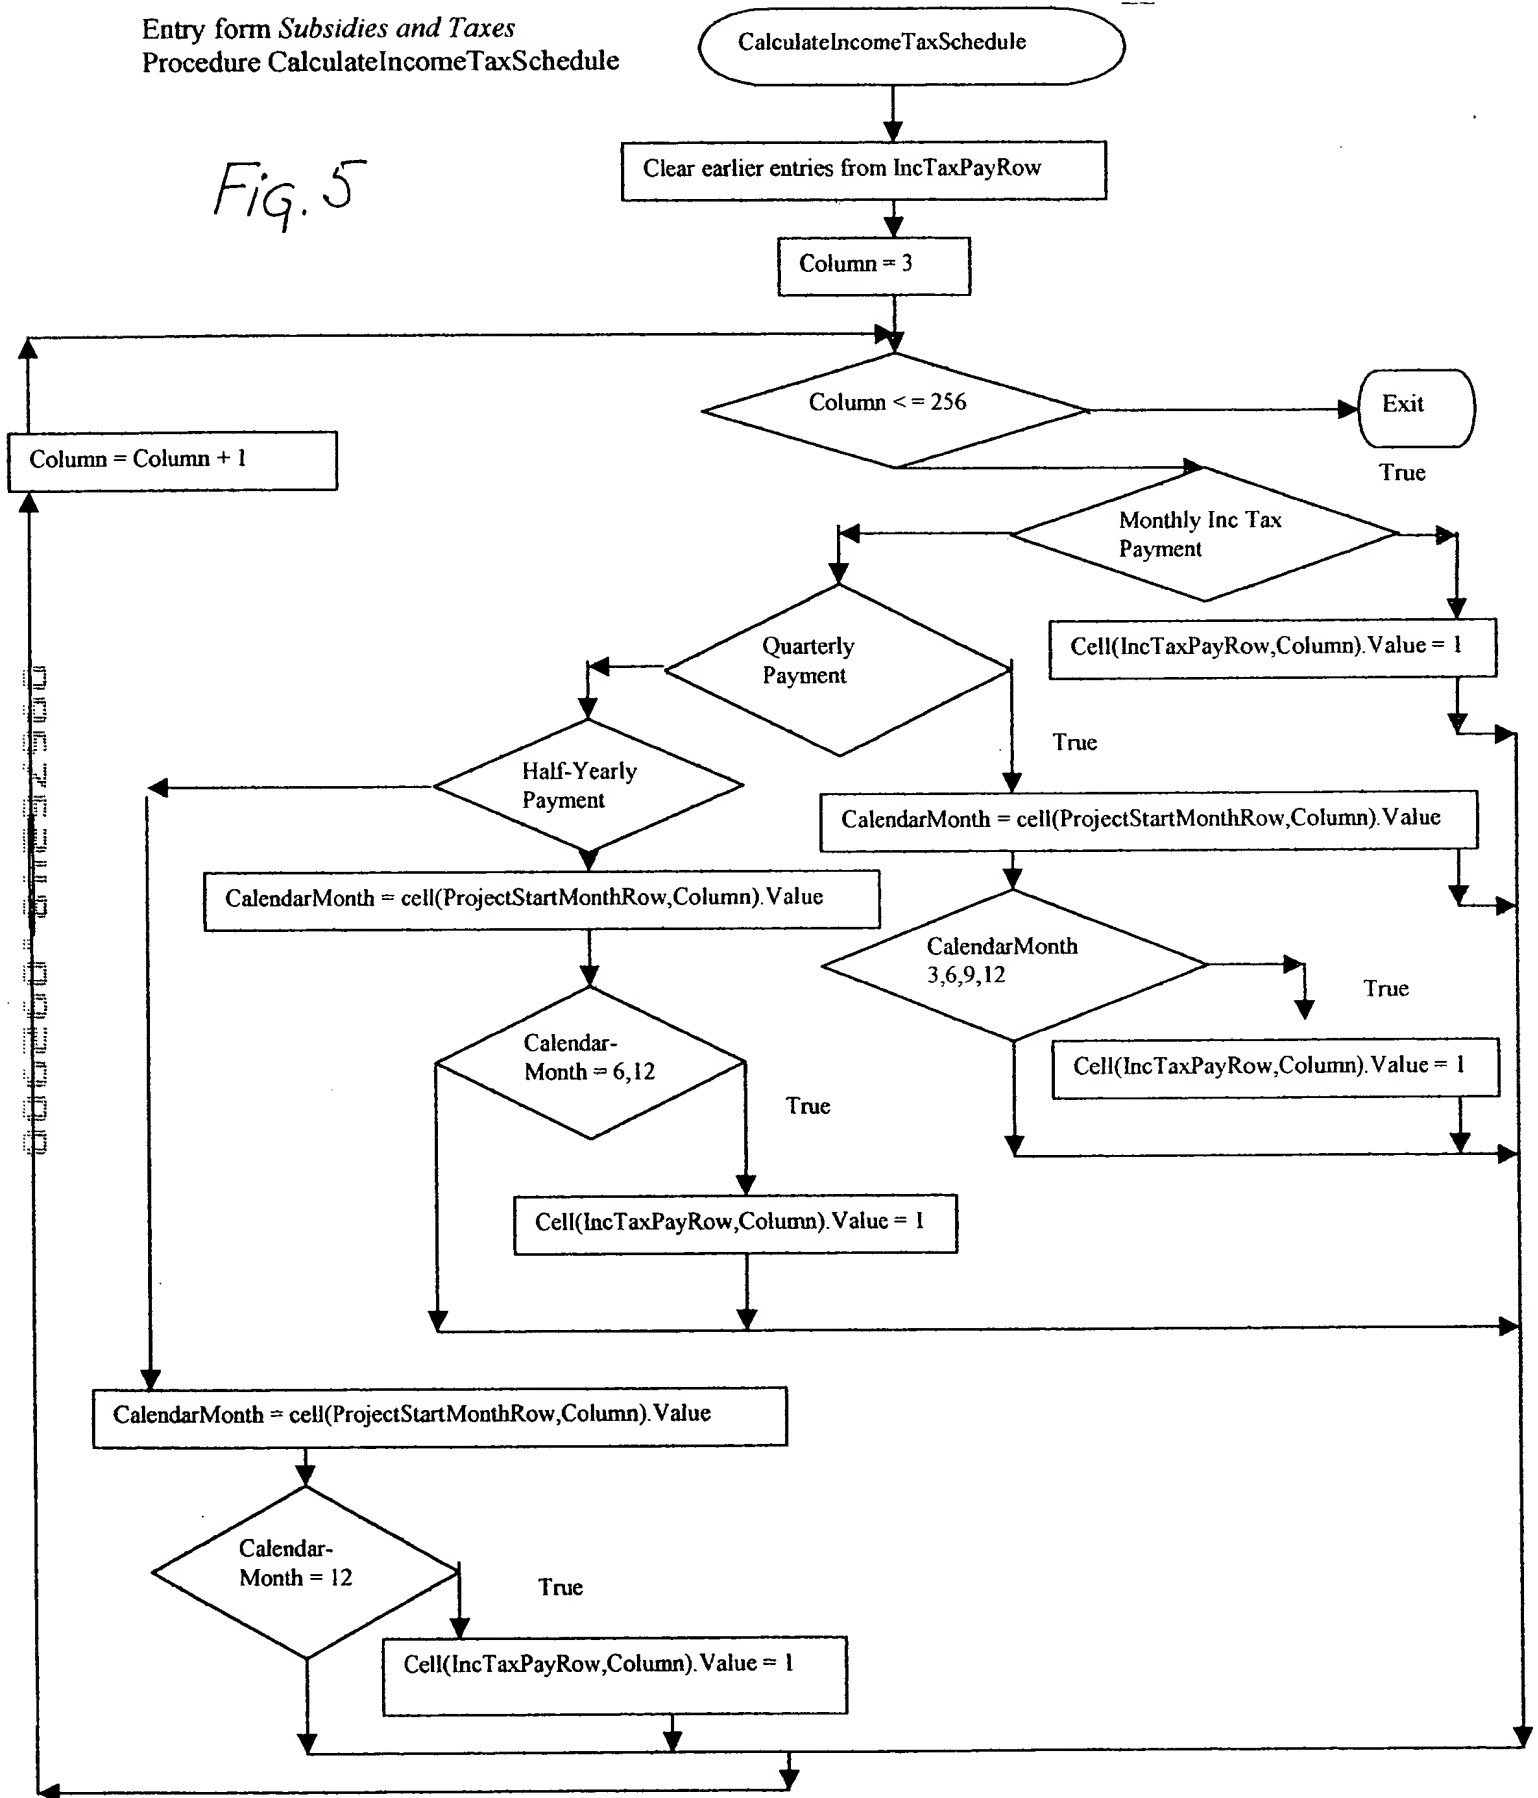 Entry form Subsidies and Taxes
Procedure CalculateIncomeTaxSchedule
Fig. 5
CalculateIncomeTaxSchedule
Clear earlier entries from IncTaxPayRow
Column = 3
Column < = 256
Exit
True
Column = Column + 1
Monthly Inc Tax
Payment
Cell(IncTaxPayRow,Column).Value = 1
Quarterly
Payment
True
Half-Yearly
Payment
CalendarMonth = cell(ProjectStartMonthRow,Column).Value
CalendarMonth = cell(ProjectStartMonthRow,Column).Value
CalendarMonth
3,6,9,12
True
Calendar-
Month = 6,12
True
Cell(IncTaxPayRow,Column).Value = 1
Cell(IncTaxPayRow,Column).Value = 1
CalendarMonth = cell(ProjectStartMonthRow,Column).Value
Calendar-
Month = 12
True
Cell(IncTaxPayRow,Column).Value = 1